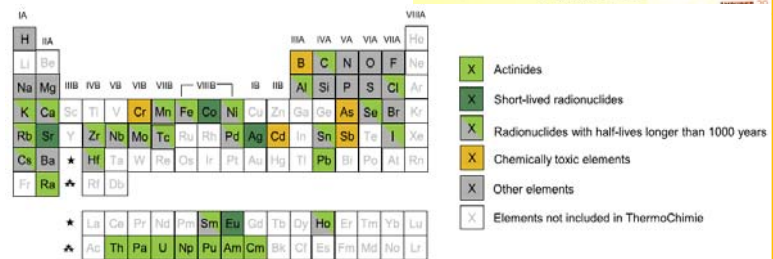 IA VIIIA
H IIA IIIA IVA VA VIA VIIA He
Li Be B C N O F Ne
Na Mg IIIB IVB VB VIB VIIB VIIIB IB IIB Al Si P S Cl Ar
K Ca Sc Ti V Cr Mn Fe Co Ni Cu Zn Ga Ge As Se Br Kr
Rb Sr Y Zr Nb Mo Tc Ru Rh Pd Ag Cd In Sn Sb Te I Xe
Cs Ba Hf Ta W Re Os Ir Pt Au Hg Tl Pb Bi Po At Rn
Fr Ra Rf Db
La Ce Pr Nd Pm Sm Eu Gd Tb Dy Ho Er Tm Yb Lu
Ac Th Pa U Np Pu Am Cm Bk Cf Es Fm Md No Lr
X Actinides
X Short-lived radionuclides
X Radionuclides with half-lives longer than 1000 years
X Chemically toxic elements
X Other elements
X Elements not included in ThermoChimie